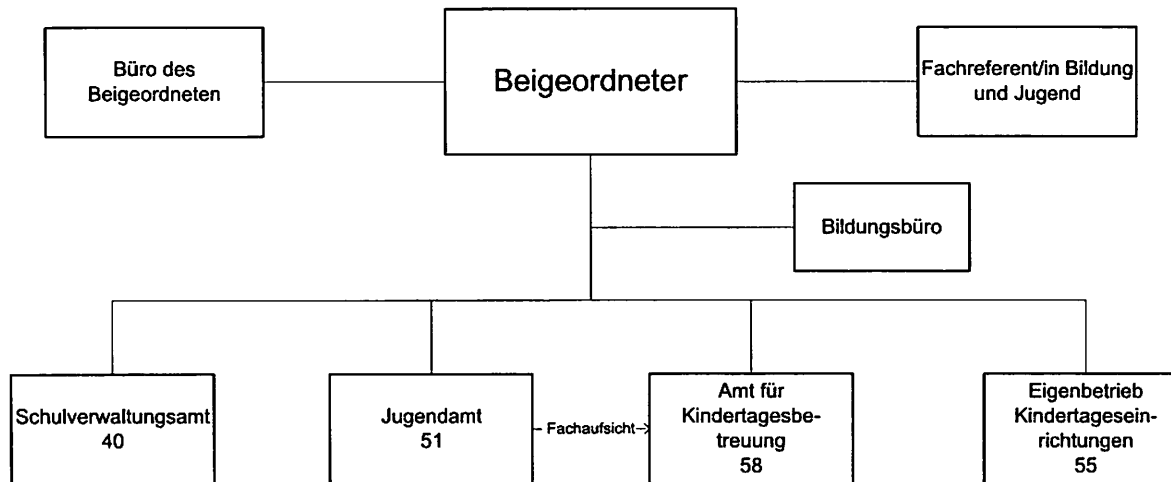 Büro des
Beigeordneten
Beigeordneter
Fachreferent/in Bildung
und Jugend
Bildungsbüro
Schulverwaltungsamt
40
Jugendamt
51
Fachaufsicht
Amt für
Kindertagesbe-
treuung
58
Eigenbetrieb
Kindertagesein-
richtungen
55